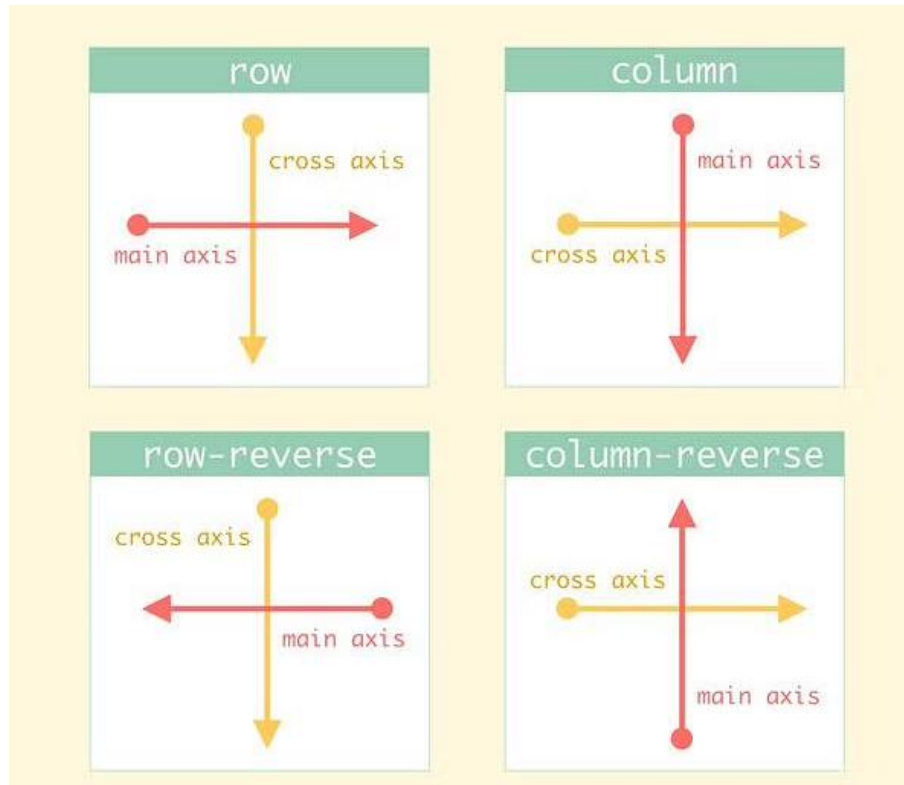 row
cross axis
main axis
column
main axis
cross axis
row-reverse
cross axis
main axis
column-reverse
cross axis
main axis